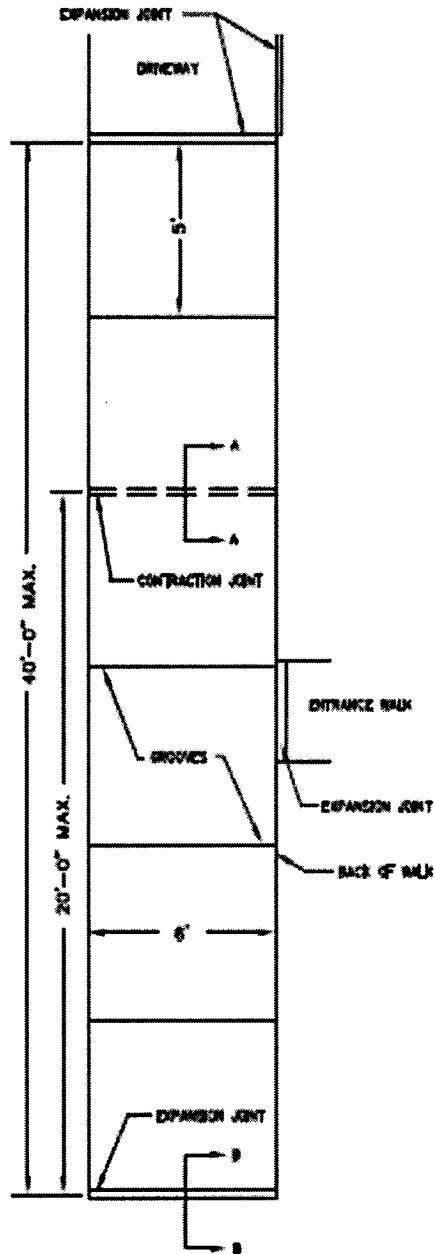 EXPANSION JOINT
DRIVEWAY
5'
A
A
CONTRACTION JOINT
40'-0" MAX.
ENTRANCE WALK
GROOVES
EXPANSION JOINT
20'-0" MAX.
BACK OF WALK
6'
EXPANSION JOINT
B
B